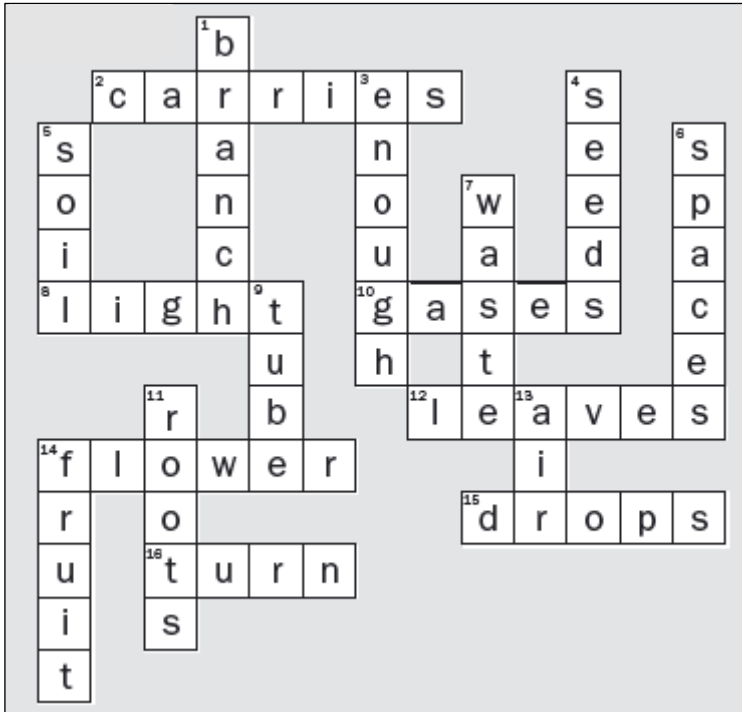 1 b
2 c a r r i 3 e s 4 s
5 s a n e 6 s
o n o 7 w e p
i c u a d a
8 l i g h 9 t 10 g a s e s c
u h t e
11 r b 12 l e 13 a v e s
14 f l o w e r i
r o 15 d r o p s
u 16 t u r n
i s
t